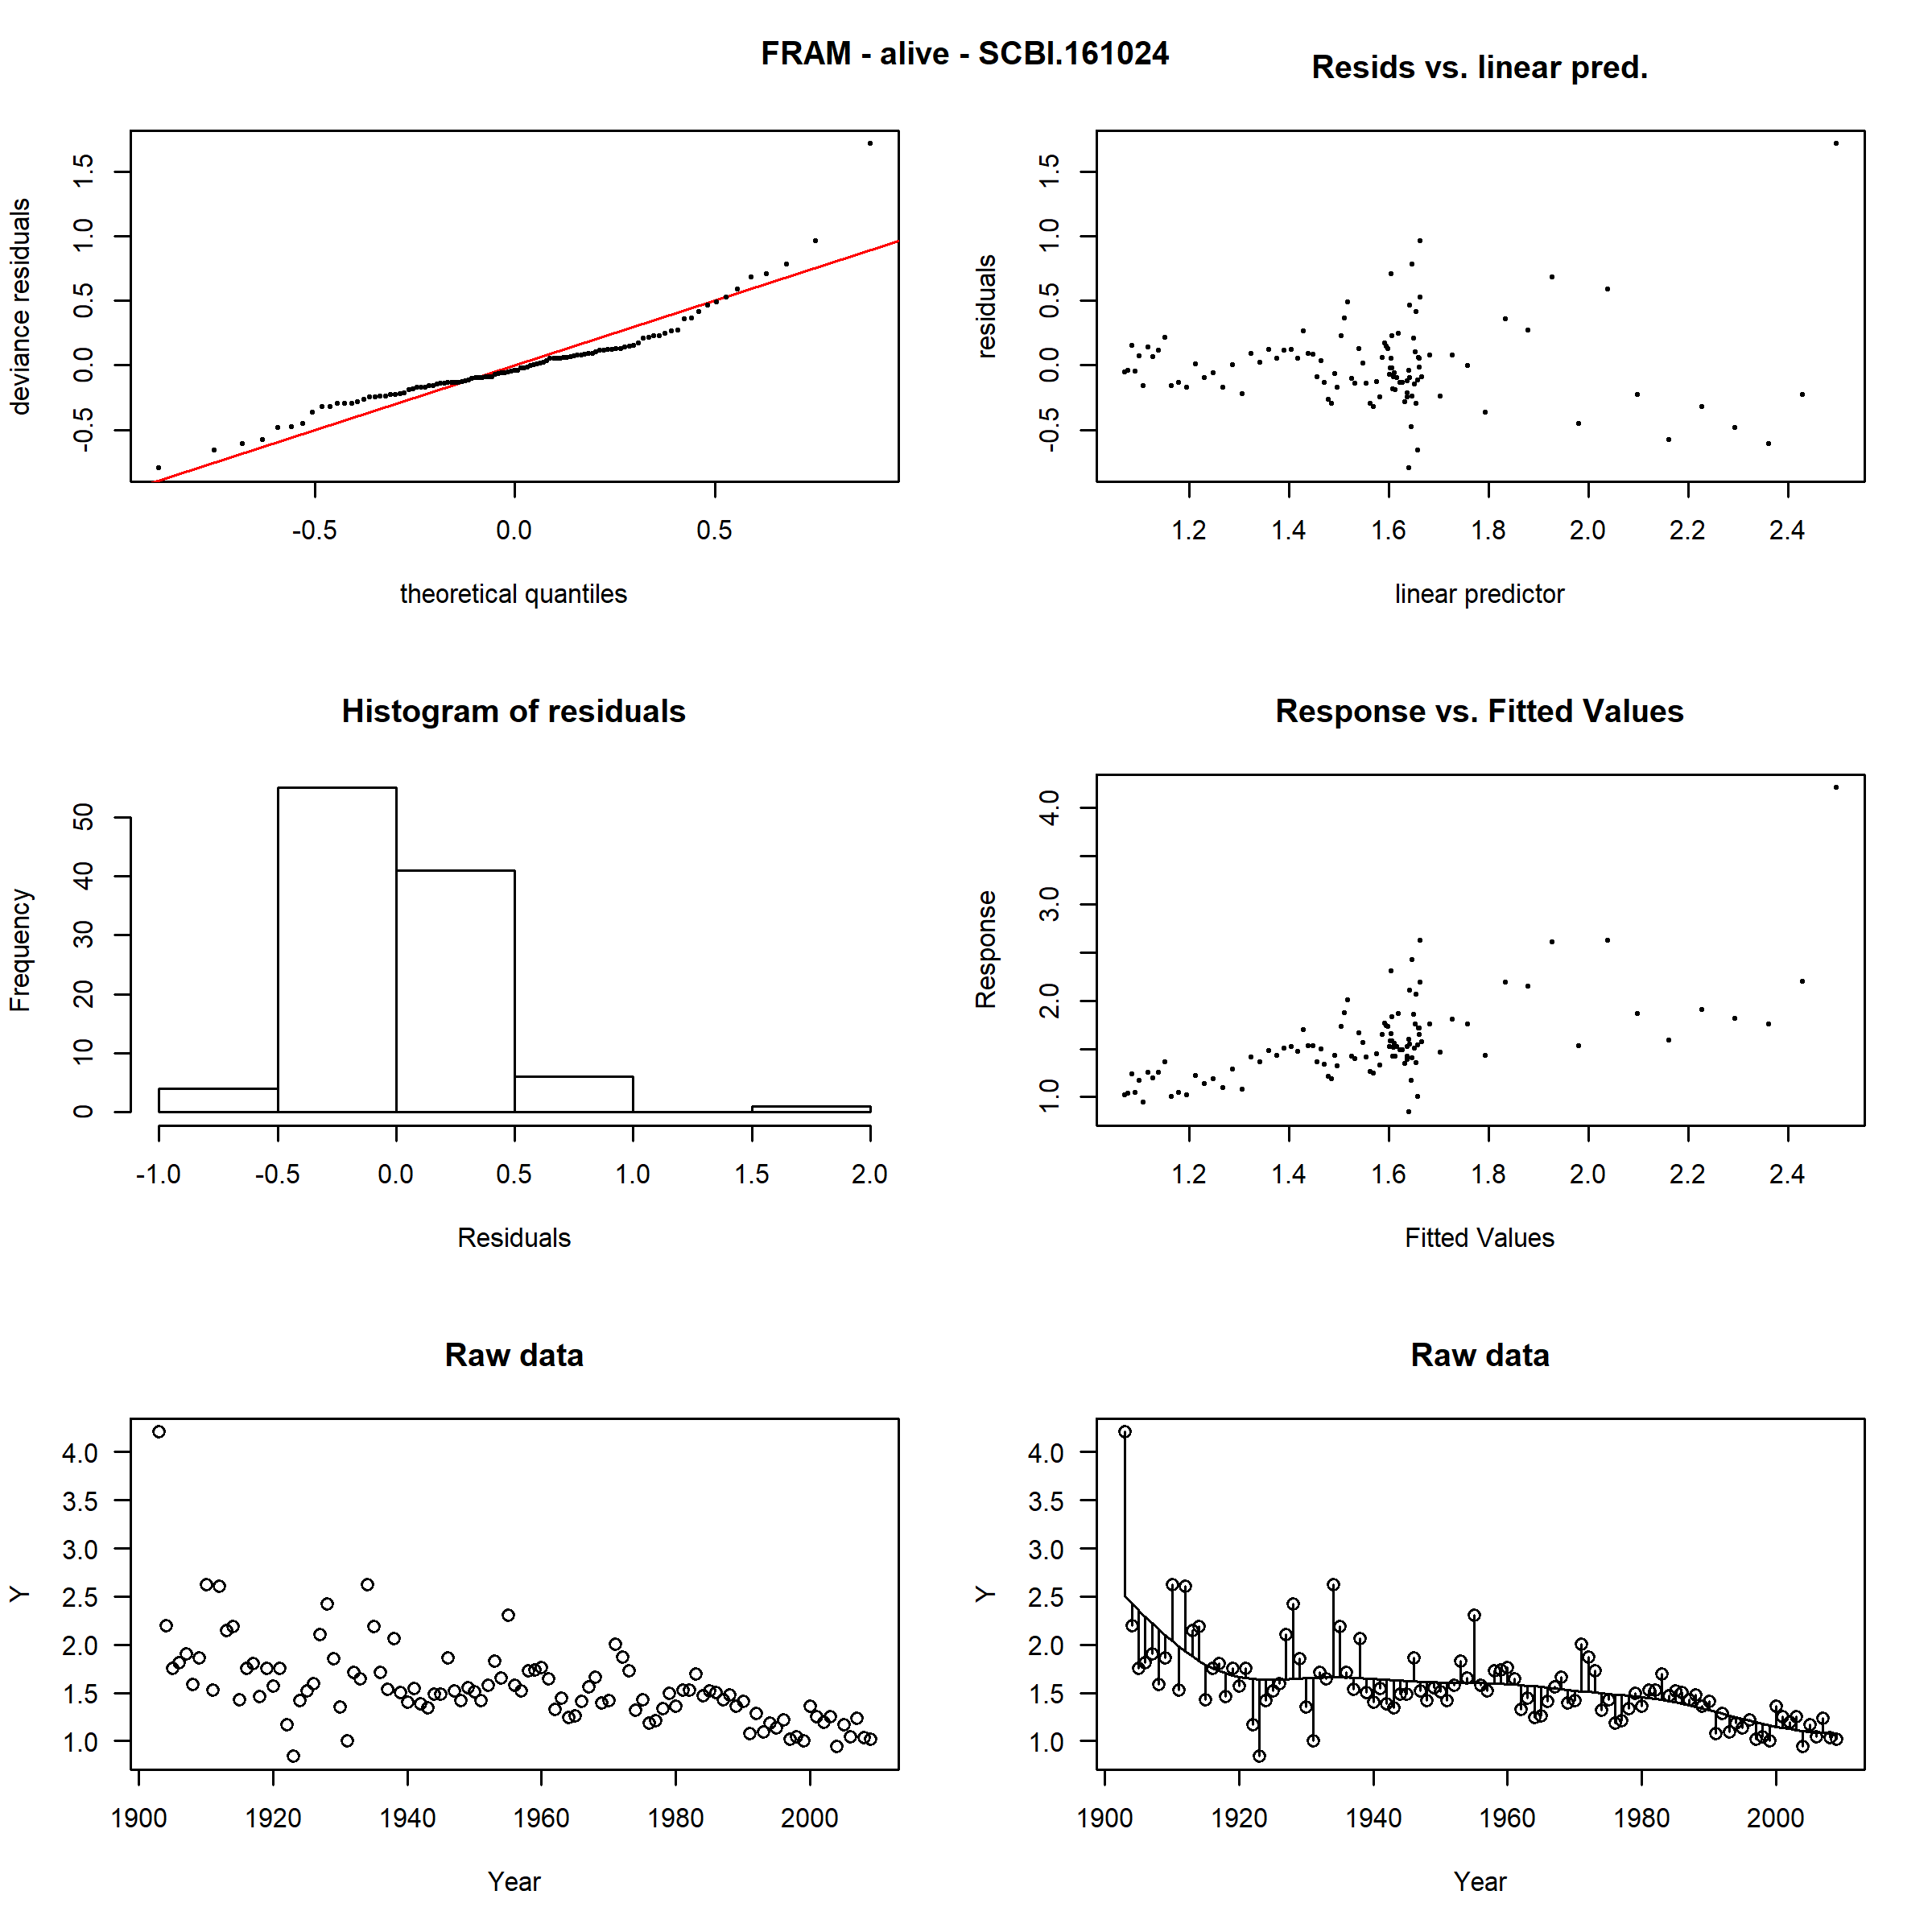 FRAM - alive - SCBI.161024
Resids vs. linear pred.
deviance residuals
-0.5 0.0 0.5 1.0 1.5
-0.5 0.0 0.5
theoretical quantiles
residuals
-0.5 0.0 0.5 1.0 1.5
1.2 1.4 1.6 1.8 2.0 2.2 2.4
linear predictor
Histogram of residuals
Frequency
0 10 20 30 40 50
-1.0 -0.5 0.0 0.5 1.0 1.5 2.0
Residuals
Response vs. Fitted Values
Response
1.0 2.0 3.0 4.0
1.2 1.4 1.6 1.8 2.0 2.2 2.4
Fitted Values
Raw data
Y
4.0
3.5
3.0
2.5
2.0
1.5
1.0
1900 1920 1940 1960 1980 2000
Year
Raw data
Y
4.0
3.5
3.0
2.5
2.0
1.5
1.0
1900 1920 1940 1960 1980 2000
Year